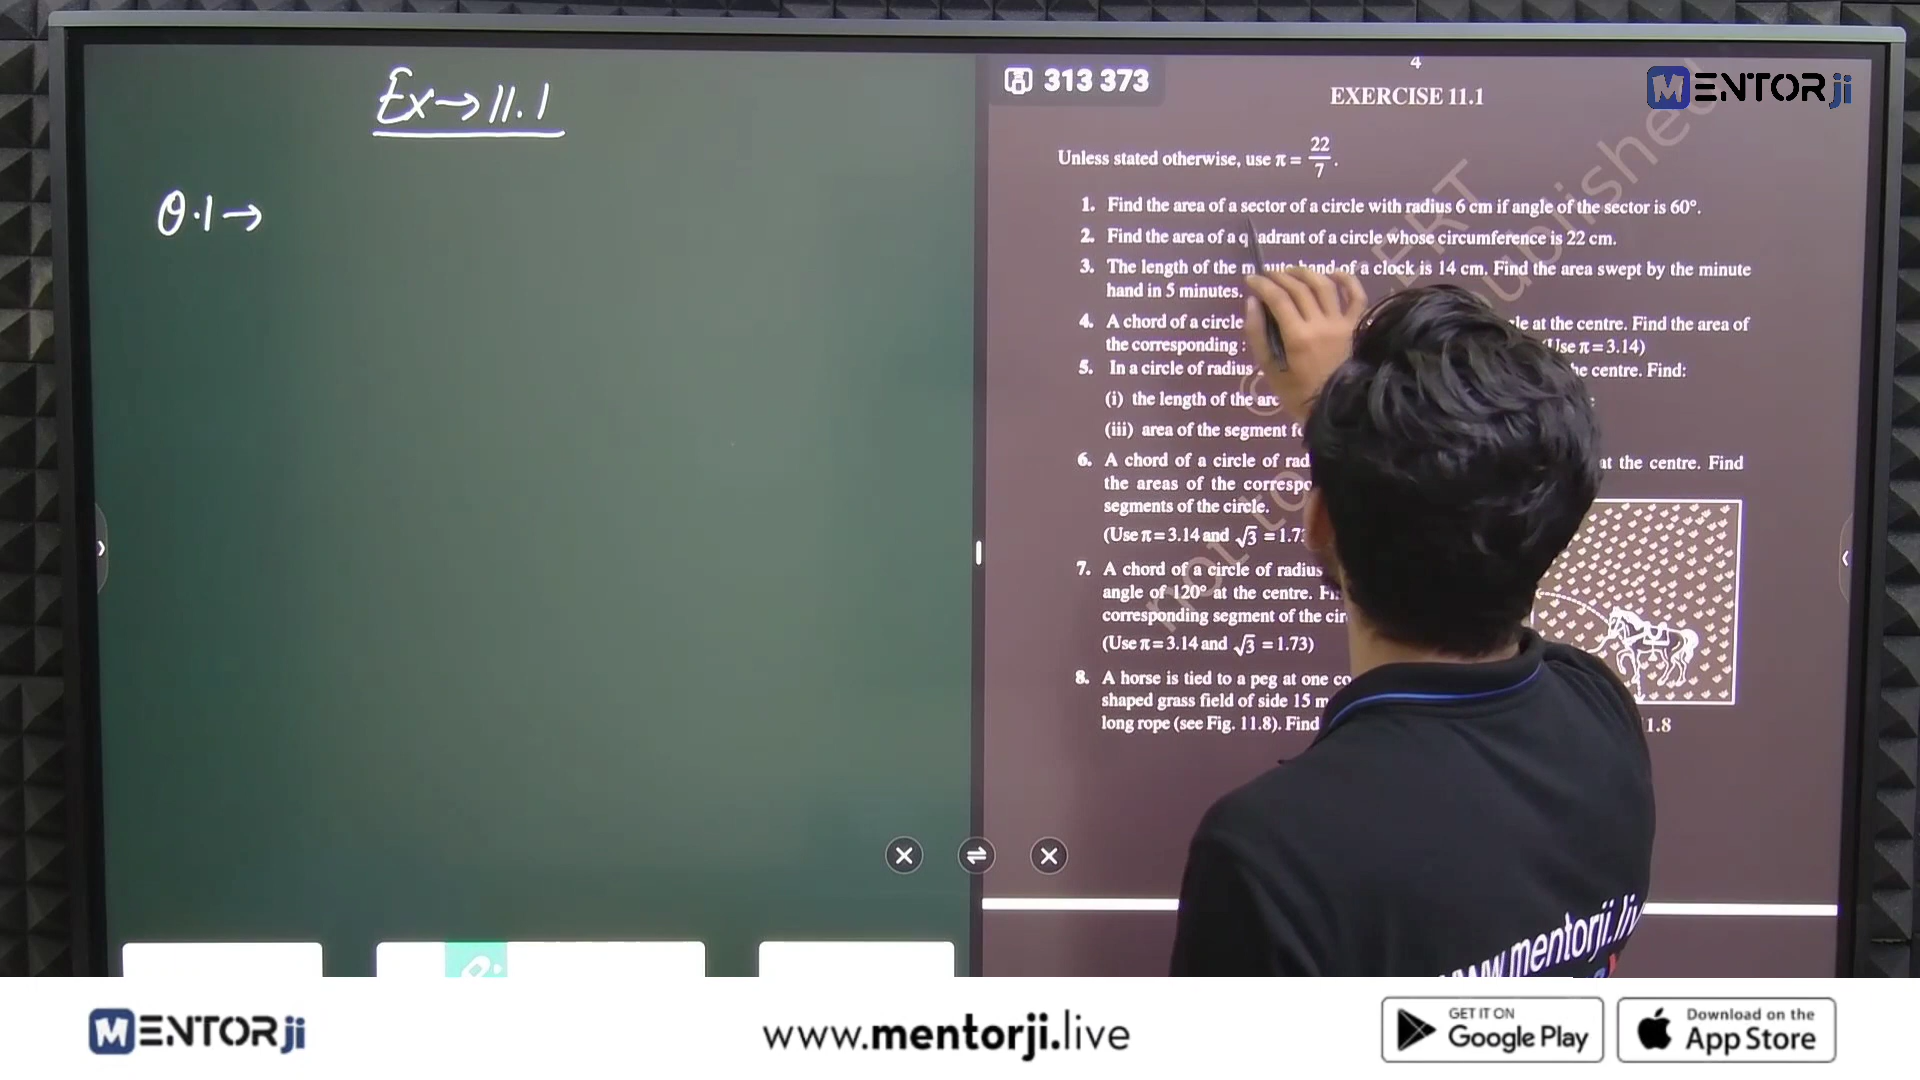 Ex→11.1
Q.1→
313 373
4
MENTORji
EXERCISE 11.1
Unless stated otherwise, use π = 22/7.
1. Find the area of a sector of a circle with radius 6 cm if angle of the sector is 60°.
2. Find the area of a quadrant of a circle whose circumference is 22 cm.
3. The length of the minute hand of a clock is 14 cm. Find the area swept by the minute
hand in 5 minutes.
4. A chord of a circle at the centre. Find the area of
the corresponding (Use π = 3.14)
5. In a circle of radius the centre. Find:
(i) the length of the arc
(iii) area of the segment
6. A chord of a circle of at the centre. Find
the areas of the
segments of the circle.
(Use π = 3.14 and √3 = 1.73
7. A chord of a circle of radius
angle of 120° at the centre.
corresponding segment of the
(Use π = 3.14 and √3 = 1.73)
8. A horse is tied to a peg at one
shaped grass field of side 15 m
long rope (see Fig. 11.8). Find
11.8
not to published
www.mentorji.liv
MENTORji
www.mentorji.live
GET IT ON
Google Play
Download on the
App Store